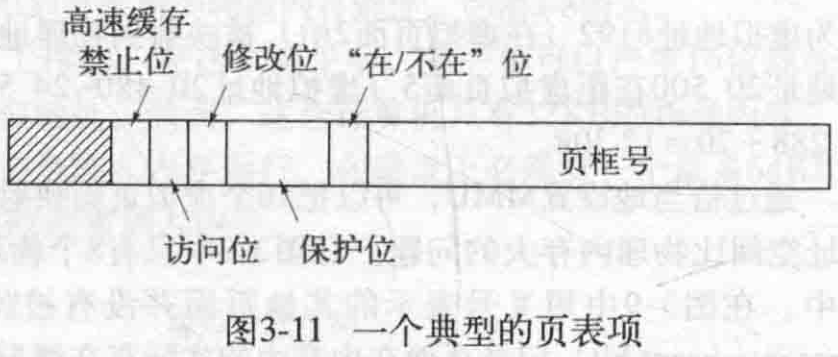 高速缓存
禁止位 修改位 “在/不在”位
页框号
访问位 保护位
图3-11 一个典型的页表项